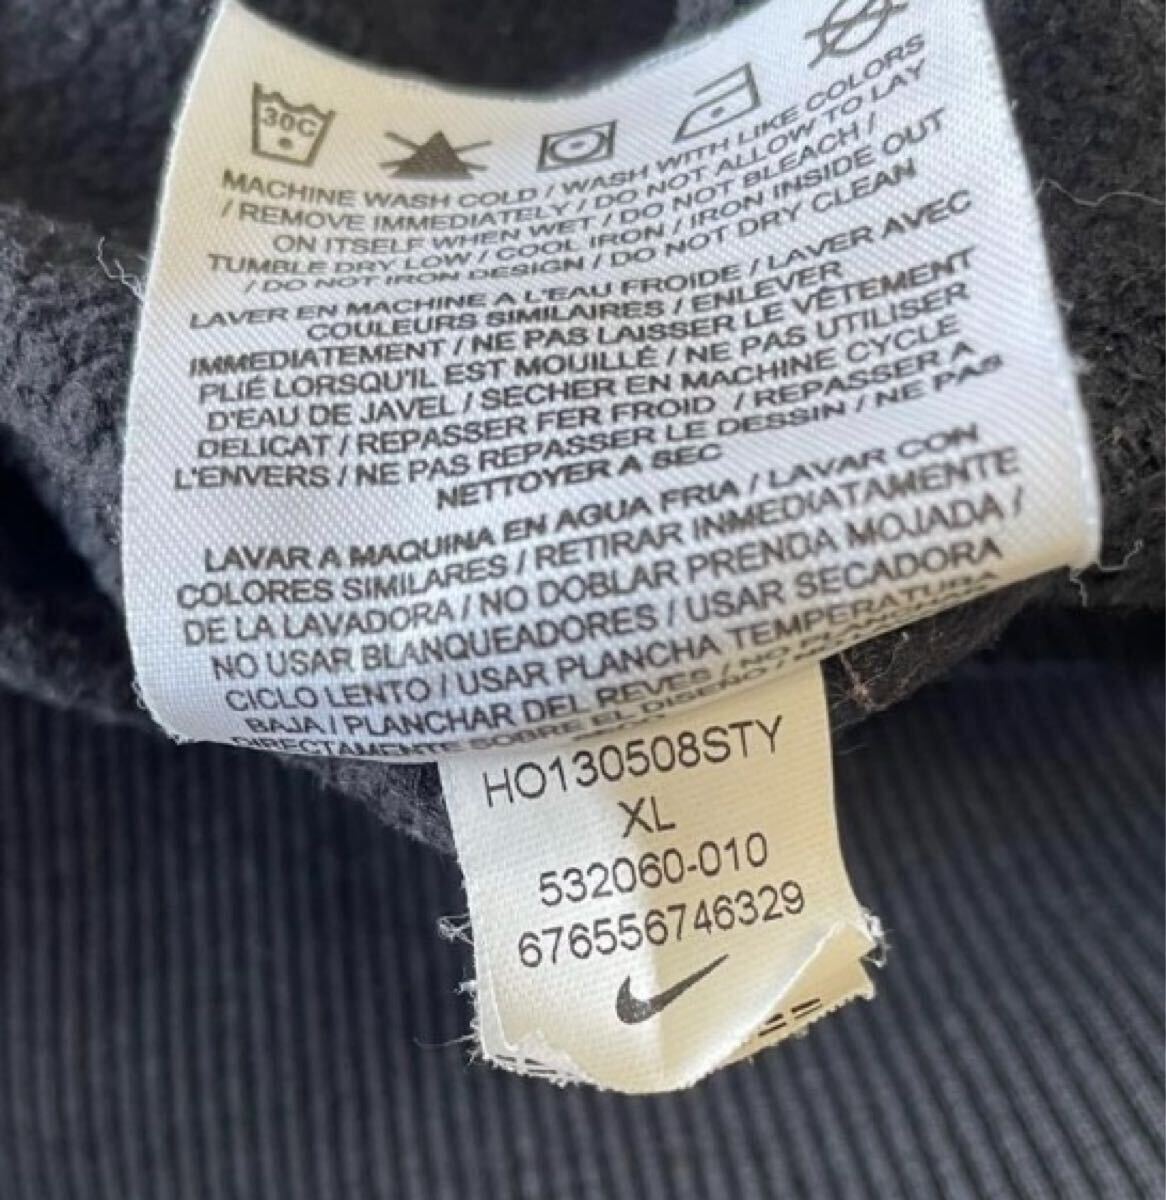 30C
MACHINE WASH COLD / WASH WITH LIKE COLORS
/ REMOVE IMMEDIATELY / DO NOT ALLOW TO LAY
ON ITSELF WHEN WET / DO NOT BLEACH /
TUMBLE DRY LOW / COOL IRON / IRON INSIDE OUT
/ DO NOT IRON DESIGN / DO NOT DRY CLEAN
LAVER EN MACHINE A L'EAU FROIDE / LAVER AVEC
COULEURS SIMILAIRES / ENLEVER
IMMEDIATEMENT / NE PAS LAISSER LE VÊTEMENT
PLIÉ LORSQU'IL EST MOUILLÉ / NE PAS UTILISER
D'EAU DE JAVEL / SECHER EN MACHINE CYCLE
DELICAT / REPASSER FER FROID / REPASSER A
L'ENVERS / NE PAS REPASSER LE DESSIN / NE PAS
NETTOYER A SEC
LAVAR A MAQUINA EN AGUA FRIA / LAVAR CON
COLORES SIMILARES / RETIRAR INMEDIATAMENTE
DE LA LAVADORA / NO DOBLAR PRENDA MOJADA /
NO USAR BLANQUEADORES / USAR SECADORA
CICLO LENTO / USAR PLANCHA TEMPERATURA
BAJA / PLANCHAR DEL REVES / NO PLANCHAR
DIRECTAMENTE SOBRE EL DISEÑO /
HO130508STY
XL
532060-010
676556746329